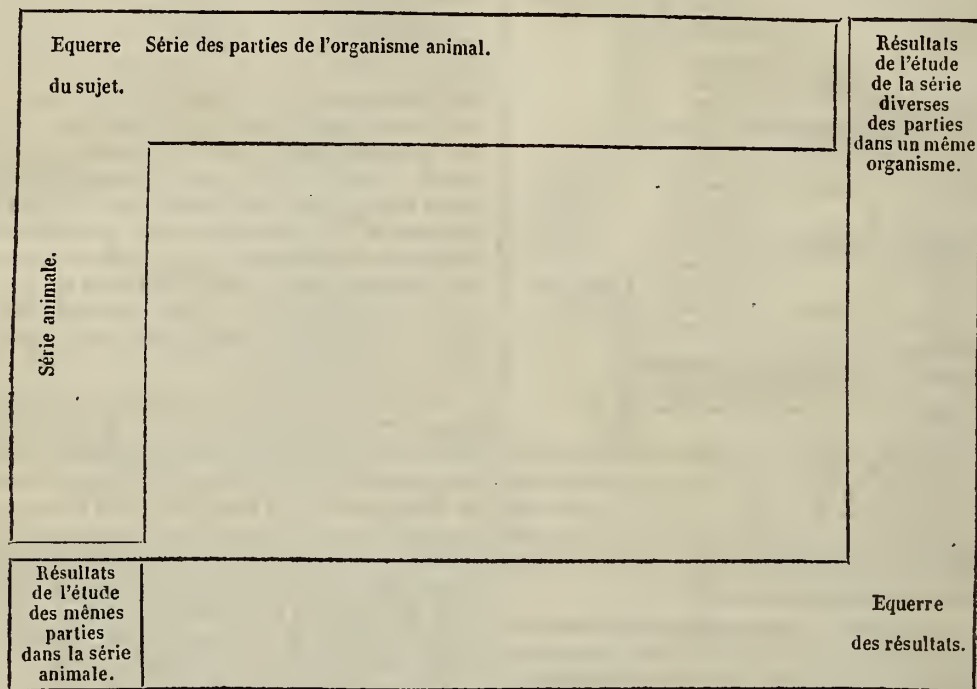 Equerre Série des parties de l'organisme animal.
du sujet.
Résultats
de l'étude
de la série
diverses
des parties
dans un même
organisme.
Série animale.
Résultats
de l'étude
des mêmes
parties
dans la série
animale.
Equerre
des résultats.